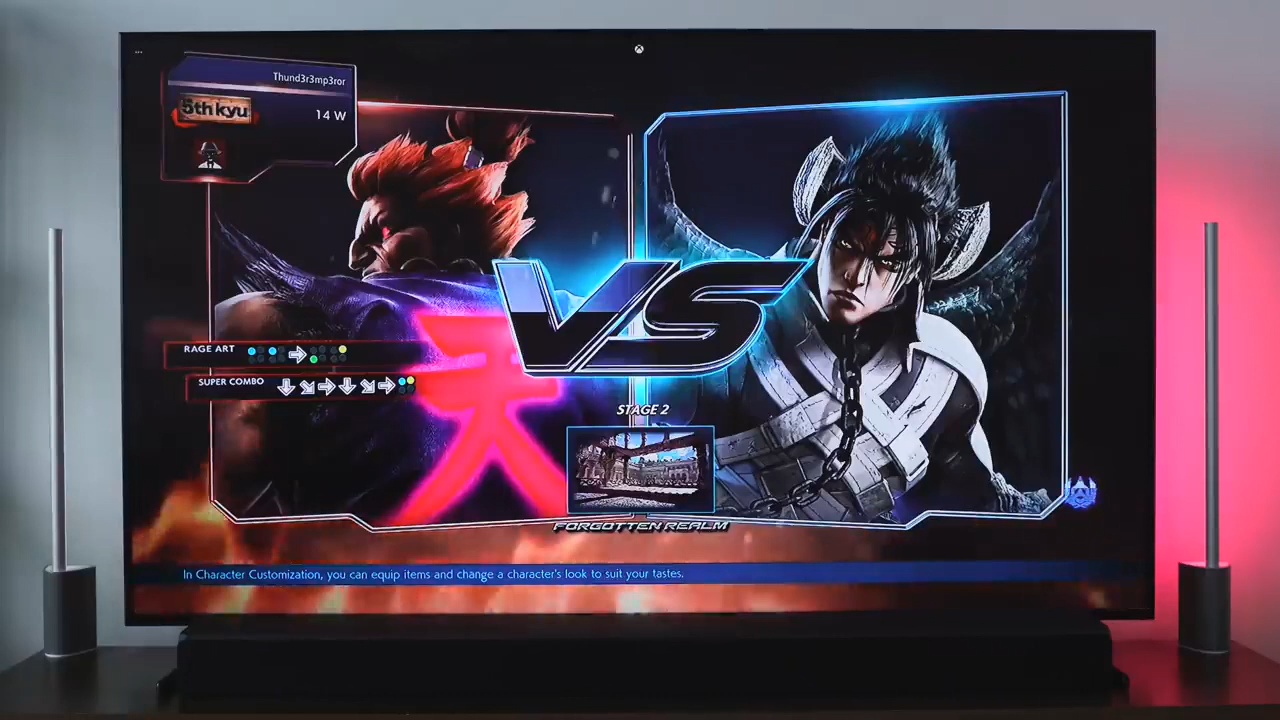 Thund3r3mp3ror
5th kyu
14 W
天
VS
RAGE ART
SUPER COMBO
STAGE 2
FORGOTTEN REALM
In Character Customization, you can equip items and change a character's look to suit your tastes.